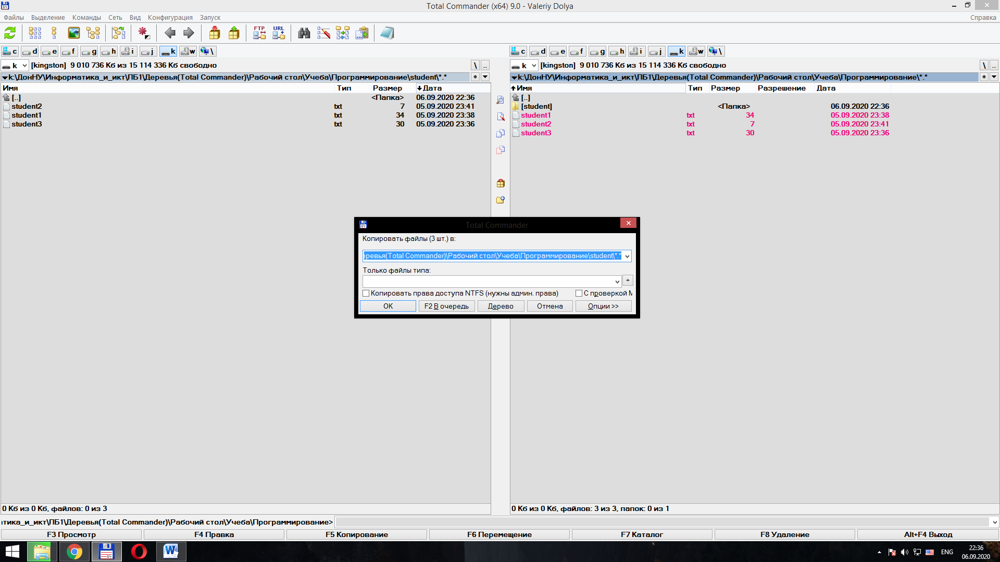 Total Commander (x64) 9.0 - Valeriy Dolya
Файлы Выделение Команды Сеть Вид Конфигурация Запуск Справка
FTP URL
c d e f g h i j k w \ c d e f g h i j k w \
k [kingston] 9 010 736 Кб из 15 114 336 Кб свободно \ ..
k [kingston] 9 010 736 Кб из 15 114 336 Кб свободно \ ..
k:\ДонНУ\Информатика_и_икт\ПБ1\Деревья(Total Commander)\Рабочий стол\Учеба\Программирование\student\*.* *
k:\ДонНУ\Информатика_и_икт\ПБ1\Деревья(Total Commander)\Рабочий стол\Учеба\Программирование\*.* *
Имя Тип Размер Дата
[..] <Папка> 06.09.2020 22:36
student2 txt 7 05.09.2020 23:41
student1 txt 34 05.09.2020 23:38
student3 txt 30 05.09.2020 23:36
Имя Тип Размер Разрешение Дата
[..]
[student] <Папка> 06.09.2020 22:36
student1 txt 34 05.09.2020 23:38
student2 txt 7 05.09.2020 23:41
student3 txt 30 05.09.2020 23:36
Total Commander
Копировать файлы (3 шт.) в:
еревья(Total Commander)\Рабочий стол\Учеба\Программирование\student\*.*
Только файлы типа:
+
Копировать права доступа NTFS (нужны админ. права) С проверкой M
OK F2 В очередь Дерево Отмена Опции >>
0 Кб из 0 Кб, файлов: 0 из 3
0 Кб из 0 Кб, файлов: 3 из 3, папок: 0 из 1
тика_и_икт\ПБ1\Деревья(Total Commander)\Рабочий стол\Учеба\Программирование>
F3 Просмотр F4 Правка F5 Копирование F6 Перемещение F7 Каталог F8 Удаление Alt+F4 Выход
ENG 22:36
06.09.2020